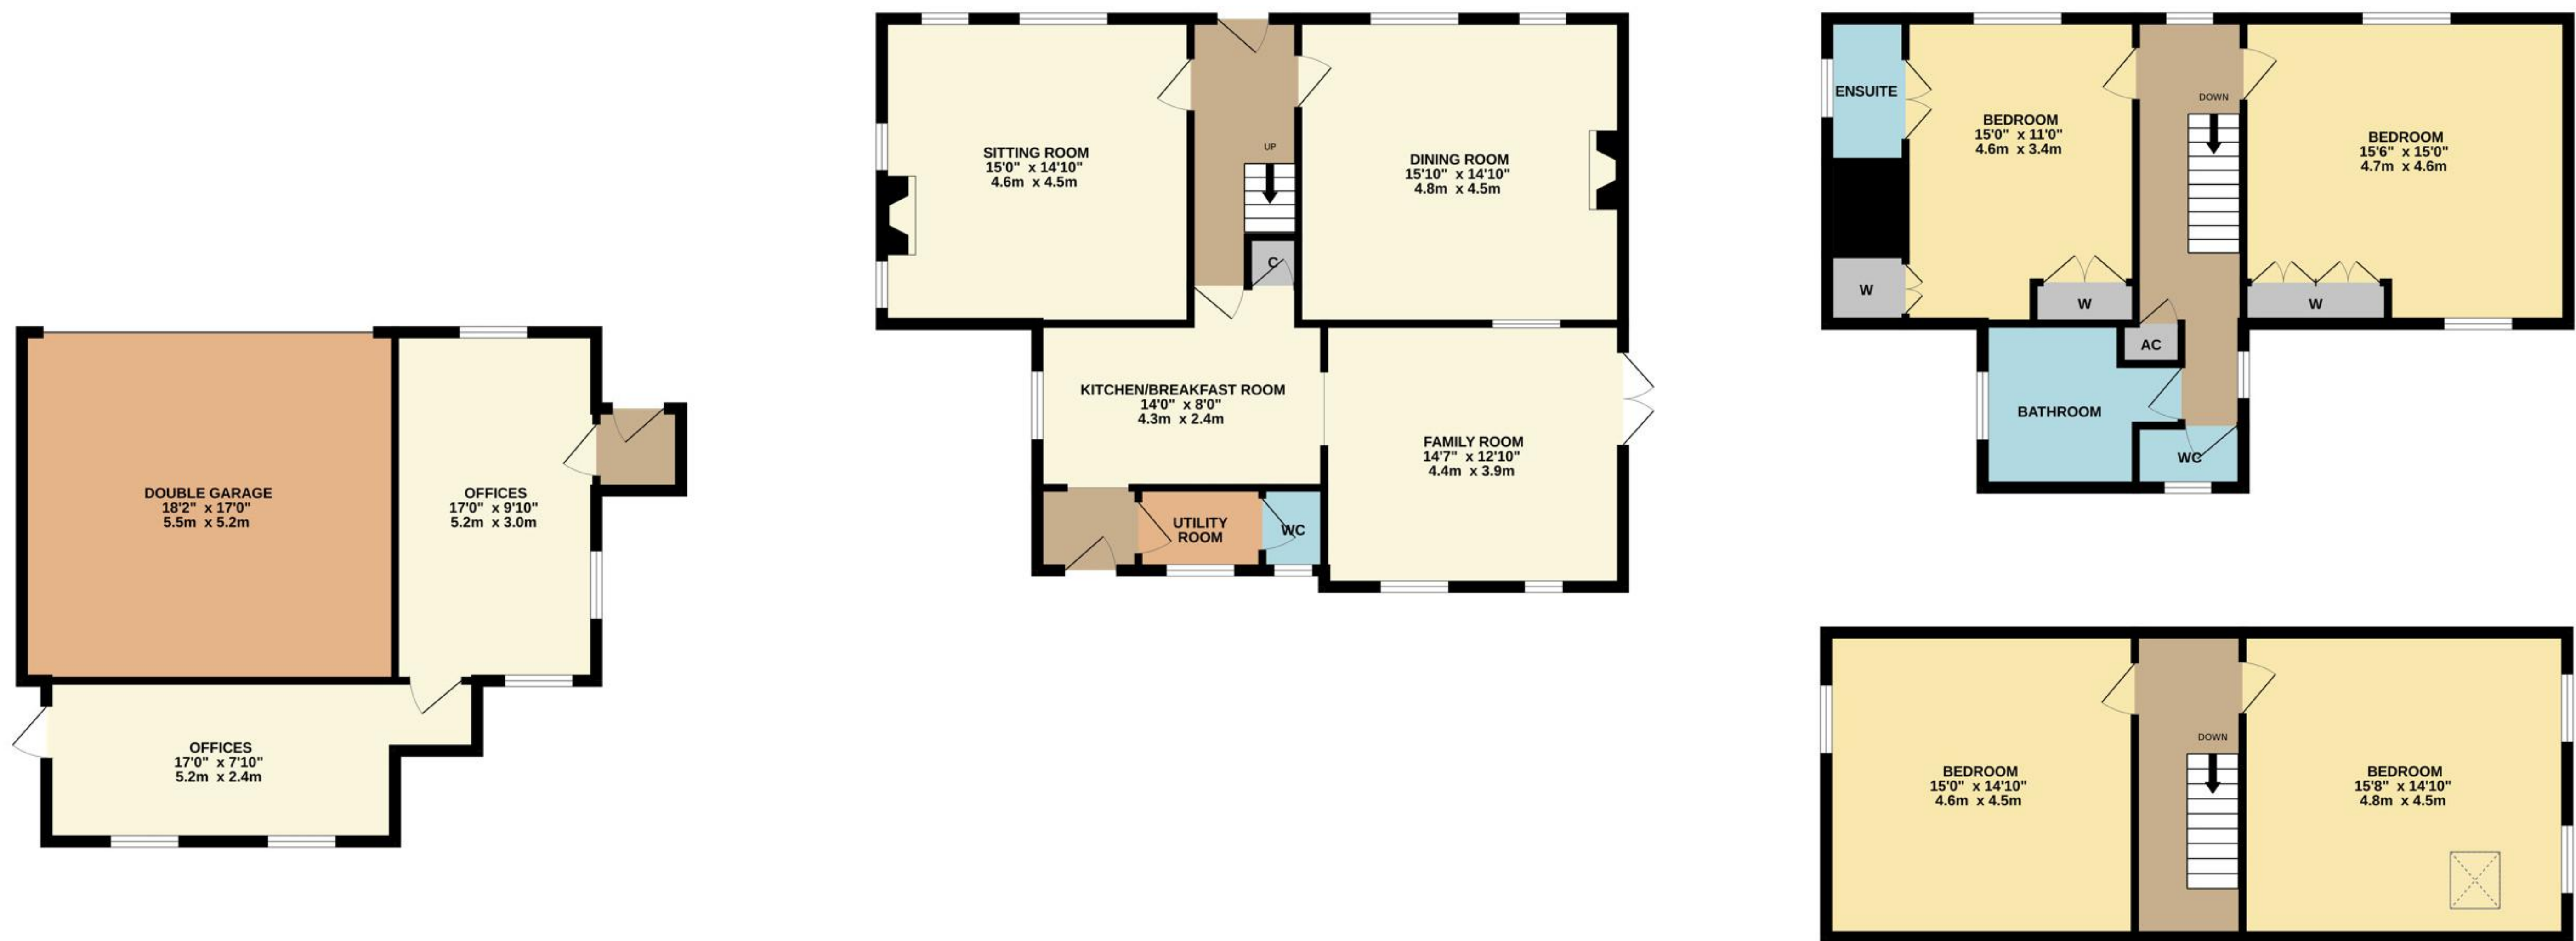 DOUBLE GARAGE
18'2" x 17'0"
5.5m x 5.2m
OFFICES
17'0" x 9'10"
5.2m x 3.0m
OFFICES
17'0" x 7'10"
5.2m x 2.4m
SITTING ROOM
15'0" x 14'10"
4.6m x 4.5m
UP
C
DINING ROOM
15'10" x 14'10"
4.8m x 4.5m
KITCHEN/BREAKFAST ROOM
14'0" x 8'0"
4.3m x 2.4m
FAMILY ROOM
14'7" x 12'10"
4.4m x 3.9m
UTILITY
ROOM
WC
ENSUITE
BEDROOM
15'0" x 11'0"
4.6m x 3.4m
DOWN
BEDROOM
15'6" x 15'0"
4.7m x 4.6m
W
W
W
AC
BATHROOM
WC
BEDROOM
15'0" x 14'10"
4.6m x 4.5m
DOWN
BEDROOM
15'8" x 14'10"
4.8m x 4.5m